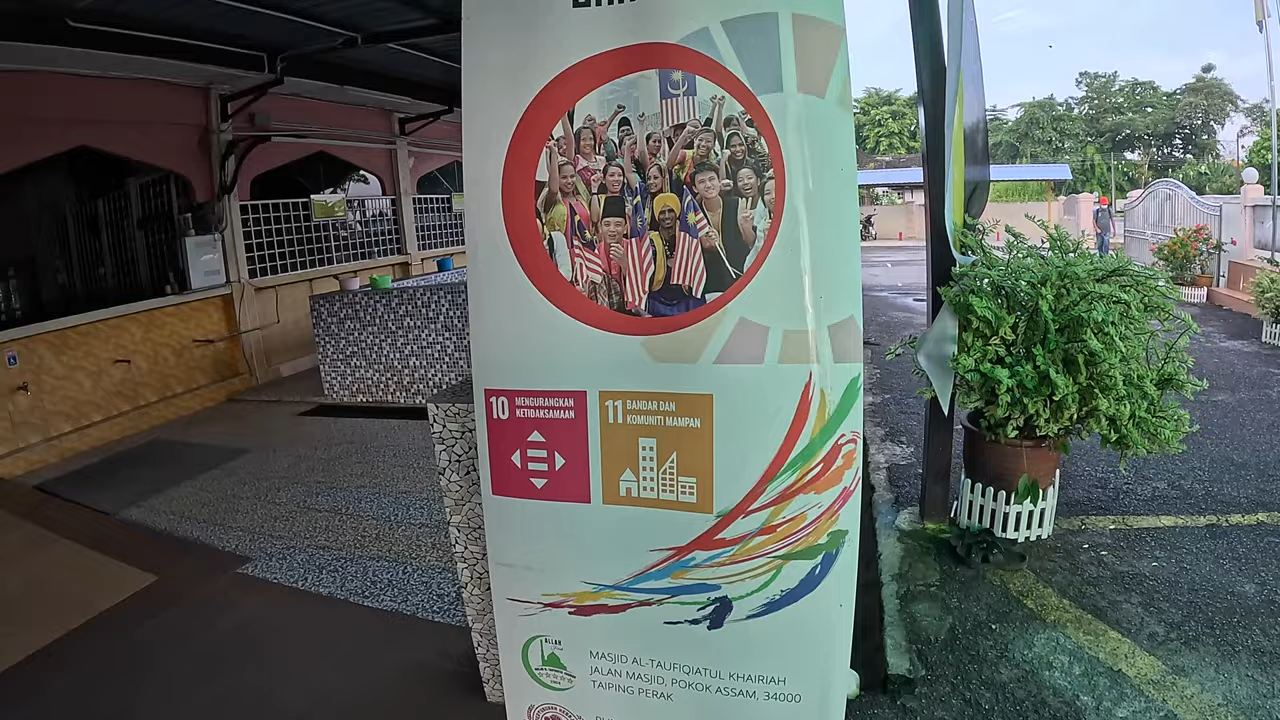 10 MENGURANGKAN
KETIDAKSAMAAN
11 BANDAR DAN
KOMUNITI MAMPAN
ALLAH
MASJID AL-TAUFIQIATUL KHAIRIAH
JALAN MASJID, POKOK ASSAM, 34000
TAIPING PERAK